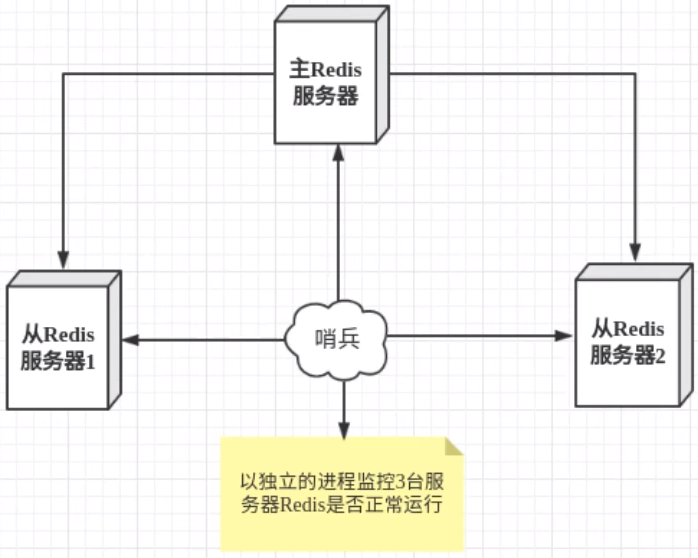 主Redis
服务器
从Redis
服务器1
哨兵
从Redis
服务器2
以独立的进程监控3台服
务器Redis是否正常运行